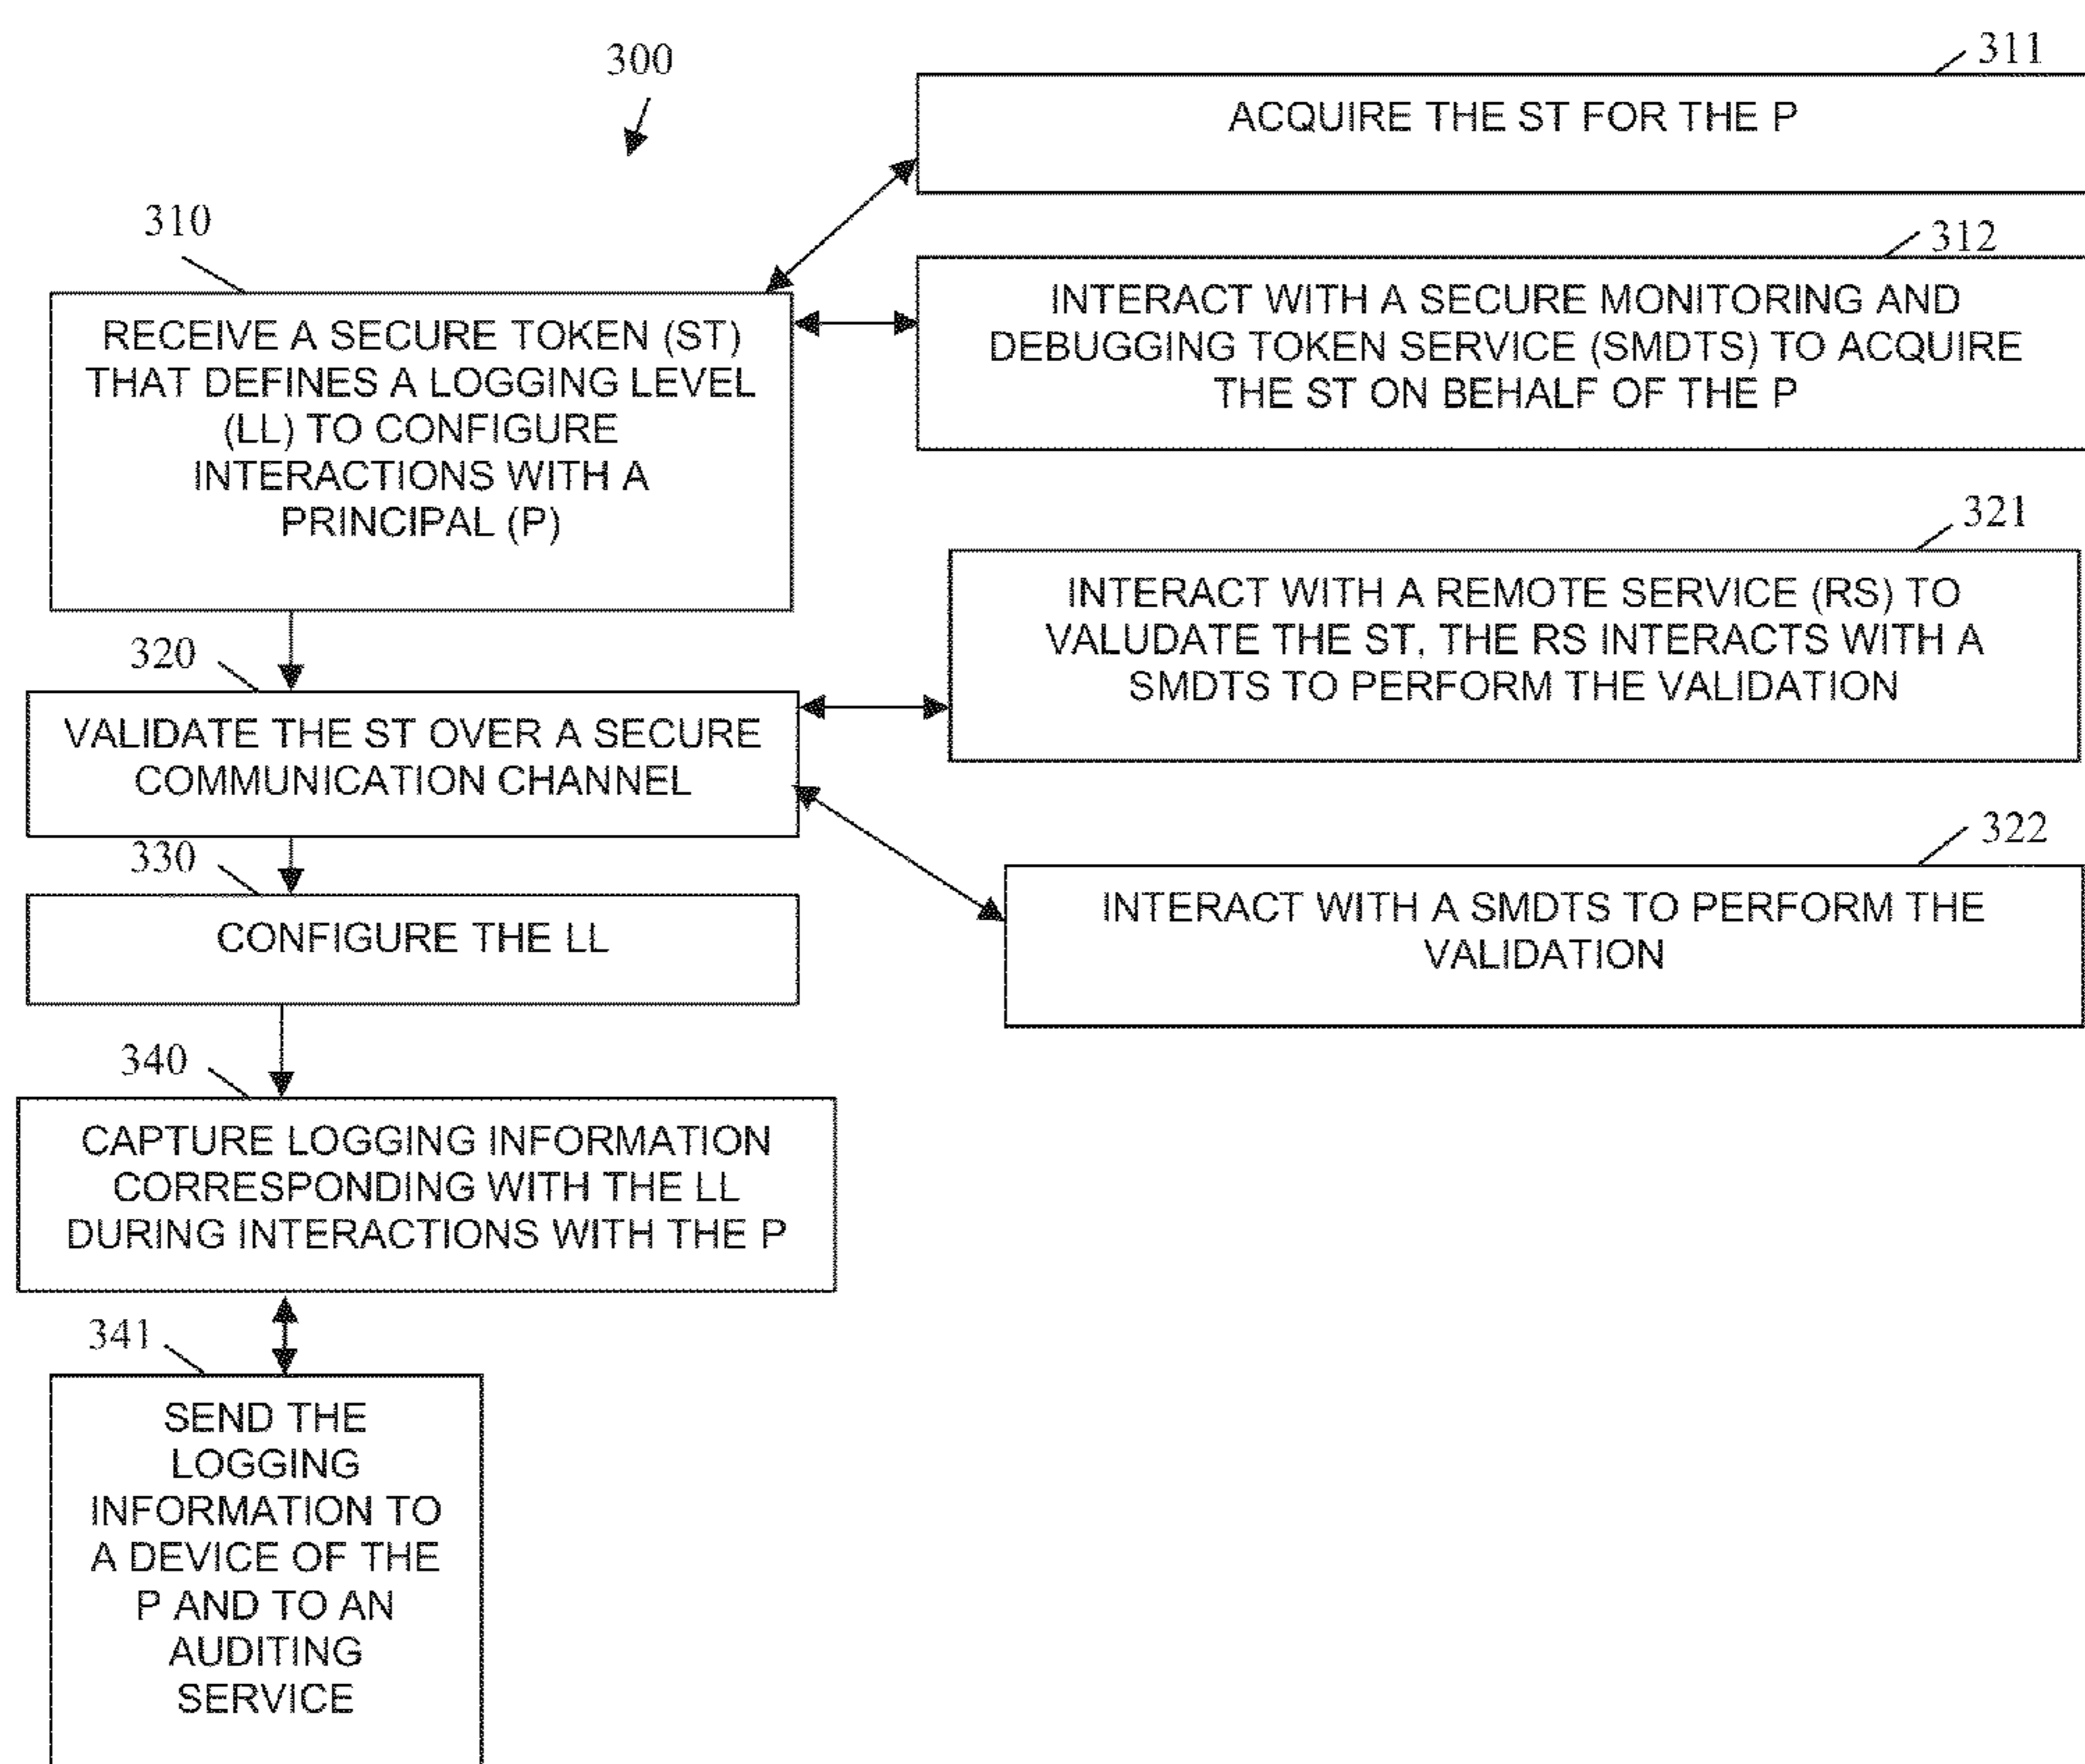 300
311
ACQUIRE THE ST FOR THE P
310
312
RECEIVE A SECURE TOKEN (ST)
THAT DEFINES A LOGGING LEVEL
(LL) TO CONFIGURE
INTERACTIONS WITH A
PRINCIPAL (P)
INTERACT WITH A SECURE MONITORING AND
DEBUGGING TOKEN SERVICE (SMDTS) TO ACQUIRE
THE ST ON BEHALF OF THE P
321
INTERACT WITH A REMOTE SERVICE (RS) TO
VALUDATE THE ST, THE RS INTERACTS WITH A
SMDTS TO PERFORM THE VALIDATION
320
VALIDATE THE ST OVER A SECURE
COMMUNICATION CHANNEL
322
INTERACT WITH A SMDTS TO PERFORM THE
VALIDATION
330
CONFIGURE THE LL
340
CAPTURE LOGGING INFORMATION
CORRESPONDING WITH THE LL
DURING INTERACTIONS WITH THE P
341
SEND THE
LOGGING
INFORMATION TO
A DEVICE OF THE
P AND TO AN
AUDITING
SERVICE